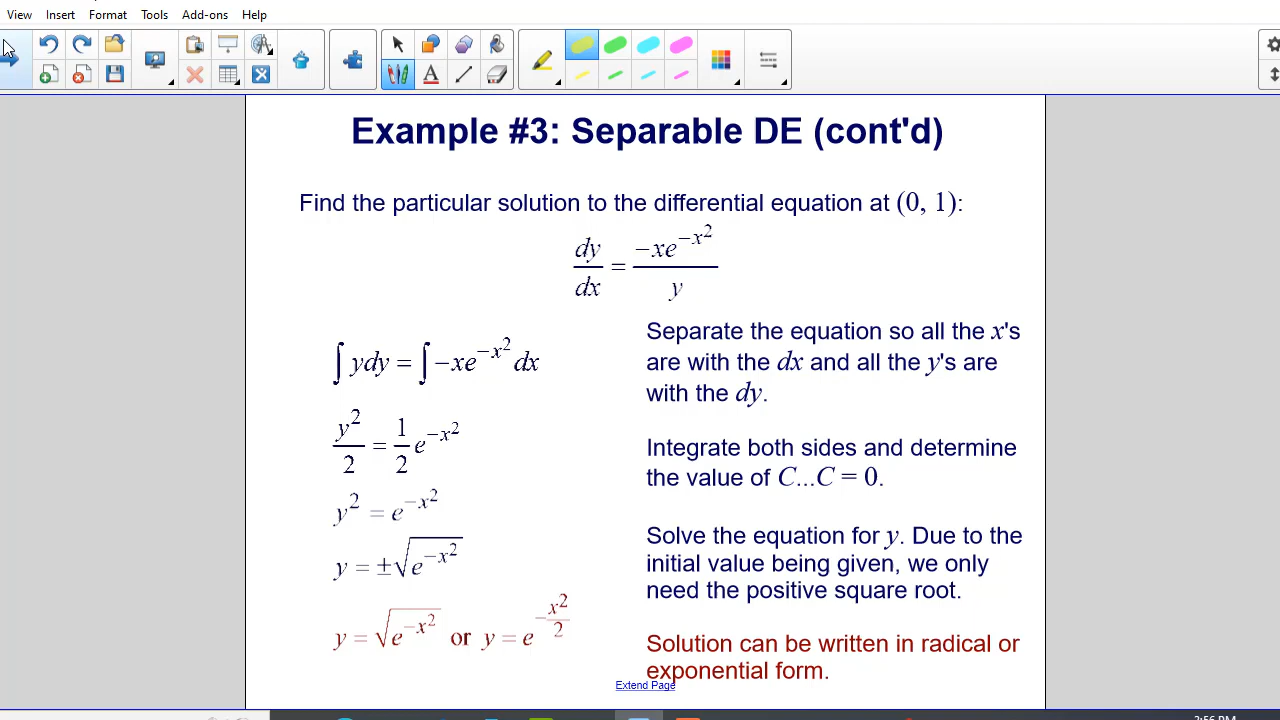 View Insert Format Tools Add-ons Help
Example #3: Separable DE (cont'd)
Find the particular solution to the differential equation at (0, 1):
dy/dx = −xe^(−x²)/y
∫ ydy = ∫ −xe^(−x²) dx
y²/2 = 1/2 e^(−x²)
y² = e^(−x²)
y = ±√(e^(−x²))
y = √(e^(−x²)) or y = e^(−x²/2)
Separate the equation so all the x's
are with the dx and all the y's are
with the dy.
Integrate both sides and determine
the value of C...C = 0.
Solve the equation for y. Due to the
initial value being given, we only
need the positive square root.
Solution can be written in radical or
exponential form.
Extend Page
2:56 PM